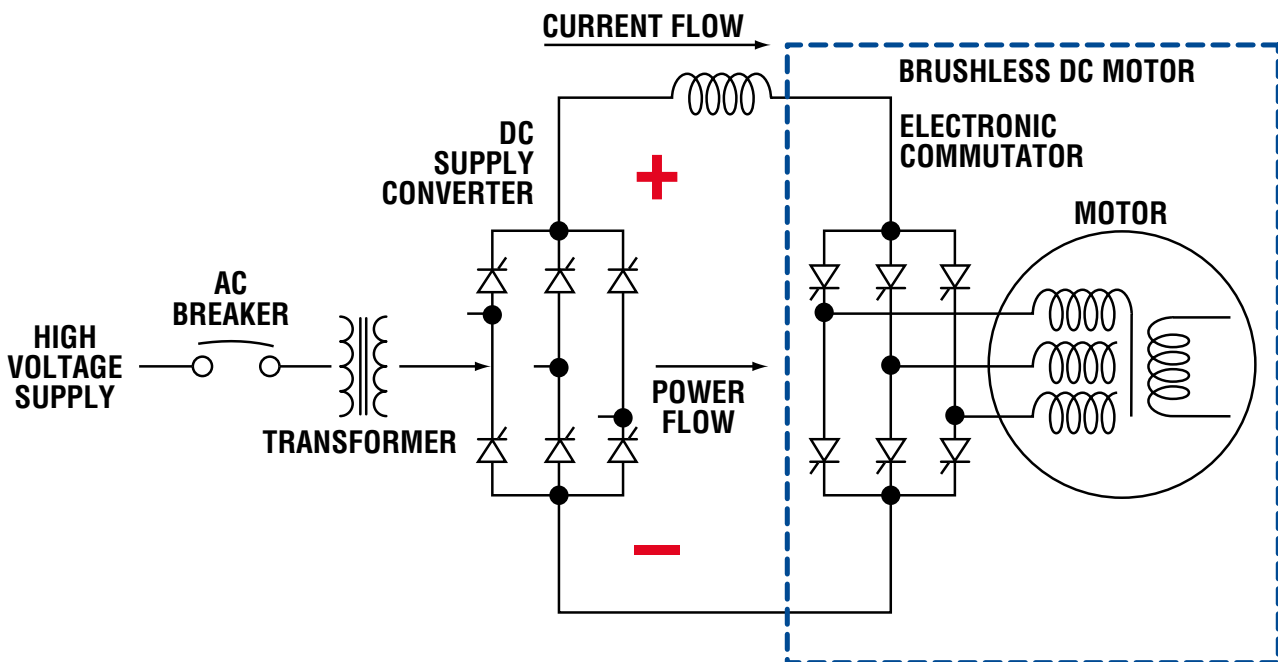 CURRENT FLOW
BRUSHLESS DC MOTOR
DC
SUPPLY
CONVERTER
+
ELECTRONIC
COMMUTATOR
MOTOR
AC
BREAKER
HIGH
VOLTAGE
SUPPLY
TRANSFORMER
POWER
FLOW
−